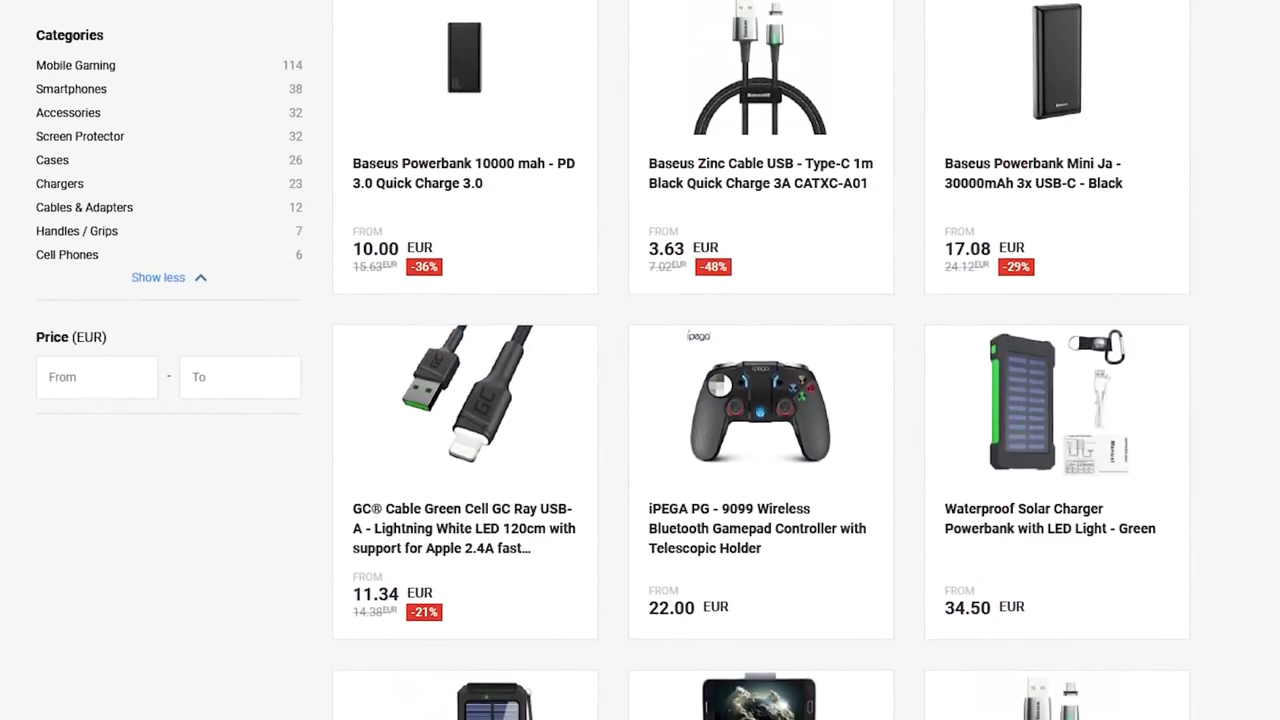 Categories
Mobile Gaming 114
Smartphones 38
Accessories 32
Screen Protector 32
Cases 26
Chargers 23
Cables & Adapters 12
Handles / Grips 7
Cell Phones 6
Show less
Price (EUR)
From - To
Baseus Powerbank 10000 mah - PD
3.0 Quick Charge 3.0
FROM
10.00 EUR
15.63EUR -36%
Baseus Zinc Cable USB - Type-C 1m
Black Quick Charge 3A CATXC-A01
FROM
3.63 EUR
7.02EUR -48%
Baseus Powerbank Mini Ja -
30000mAh 3x USB-C - Black
FROM
17.08 EUR
24.12EUR -29%
GC
GC
GC® Cable Green Cell GC Ray USB-
A - Lightning White LED 120cm with
support for Apple 2.4A fast...
FROM
11.34 EUR
14.38EUR -21%
ipega
ipega
iPEGA PG - 9099 Wireless
Bluetooth Gamepad Controller with
Telescopic Holder
FROM
22.00 EUR
Manual
Waterproof Solar Charger
Powerbank with LED Light - Green
FROM
34.50 EUR